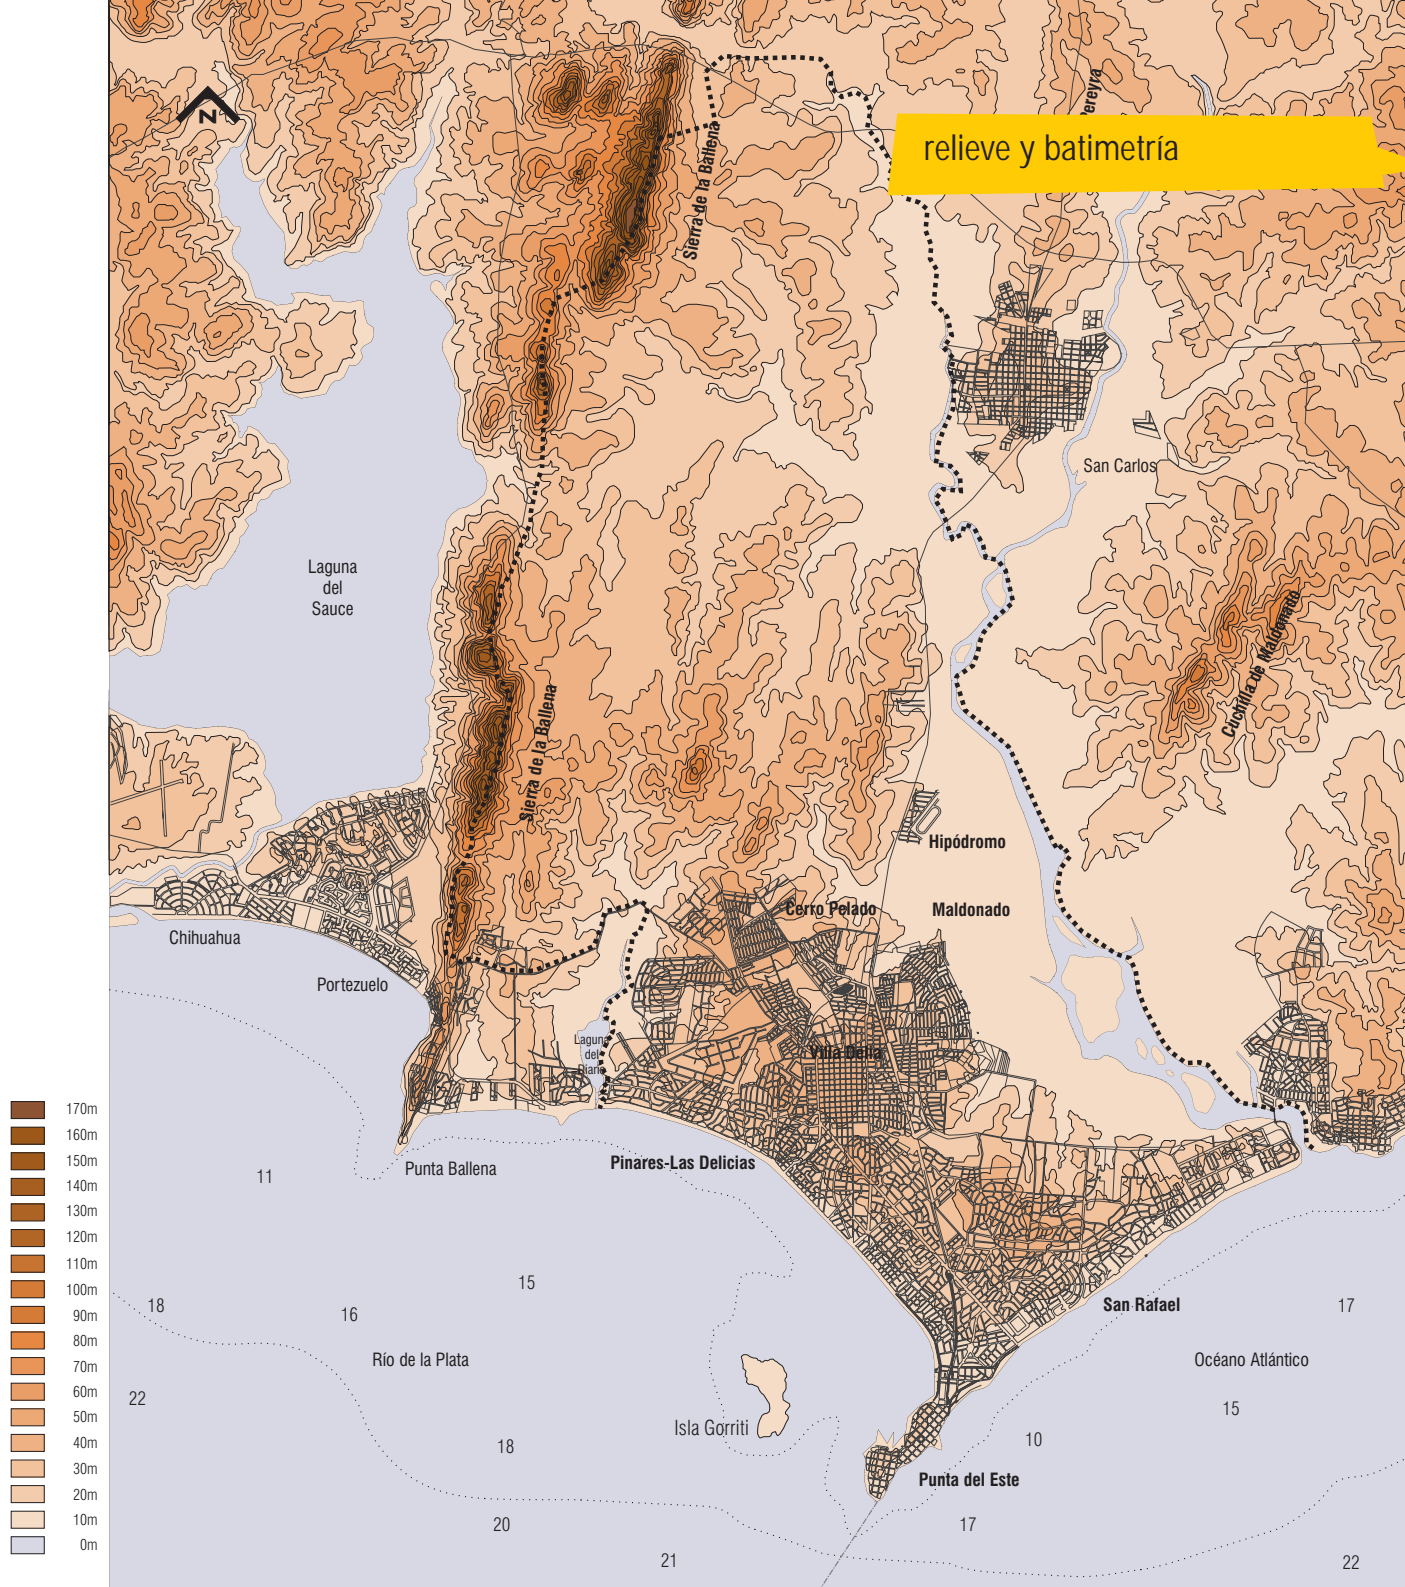 N
Pereyra
relieve y batimetría
Sierra de la Ballena
San Carlos
Laguna
del
Sauce
Cuchilla de Maldonado
Sierra de la Ballena
Hipódromo
Cerro Pelado
Maldonado
Chihuahua
Portezuelo
Laguna
del
Diario
Villa Delia
170m
160m
150m
140m
130m
120m
110m
100m
90m
80m
70m
60m
50m
40m
30m
20m
10m
0m
Punta Ballena
Pinares-Las Delicias
11
15
18
16
San Rafael
17
Río de la Plata
Océano Atlántico
22
15
Isla Gorriti
18
10
Punta del Este
20
17
21
22